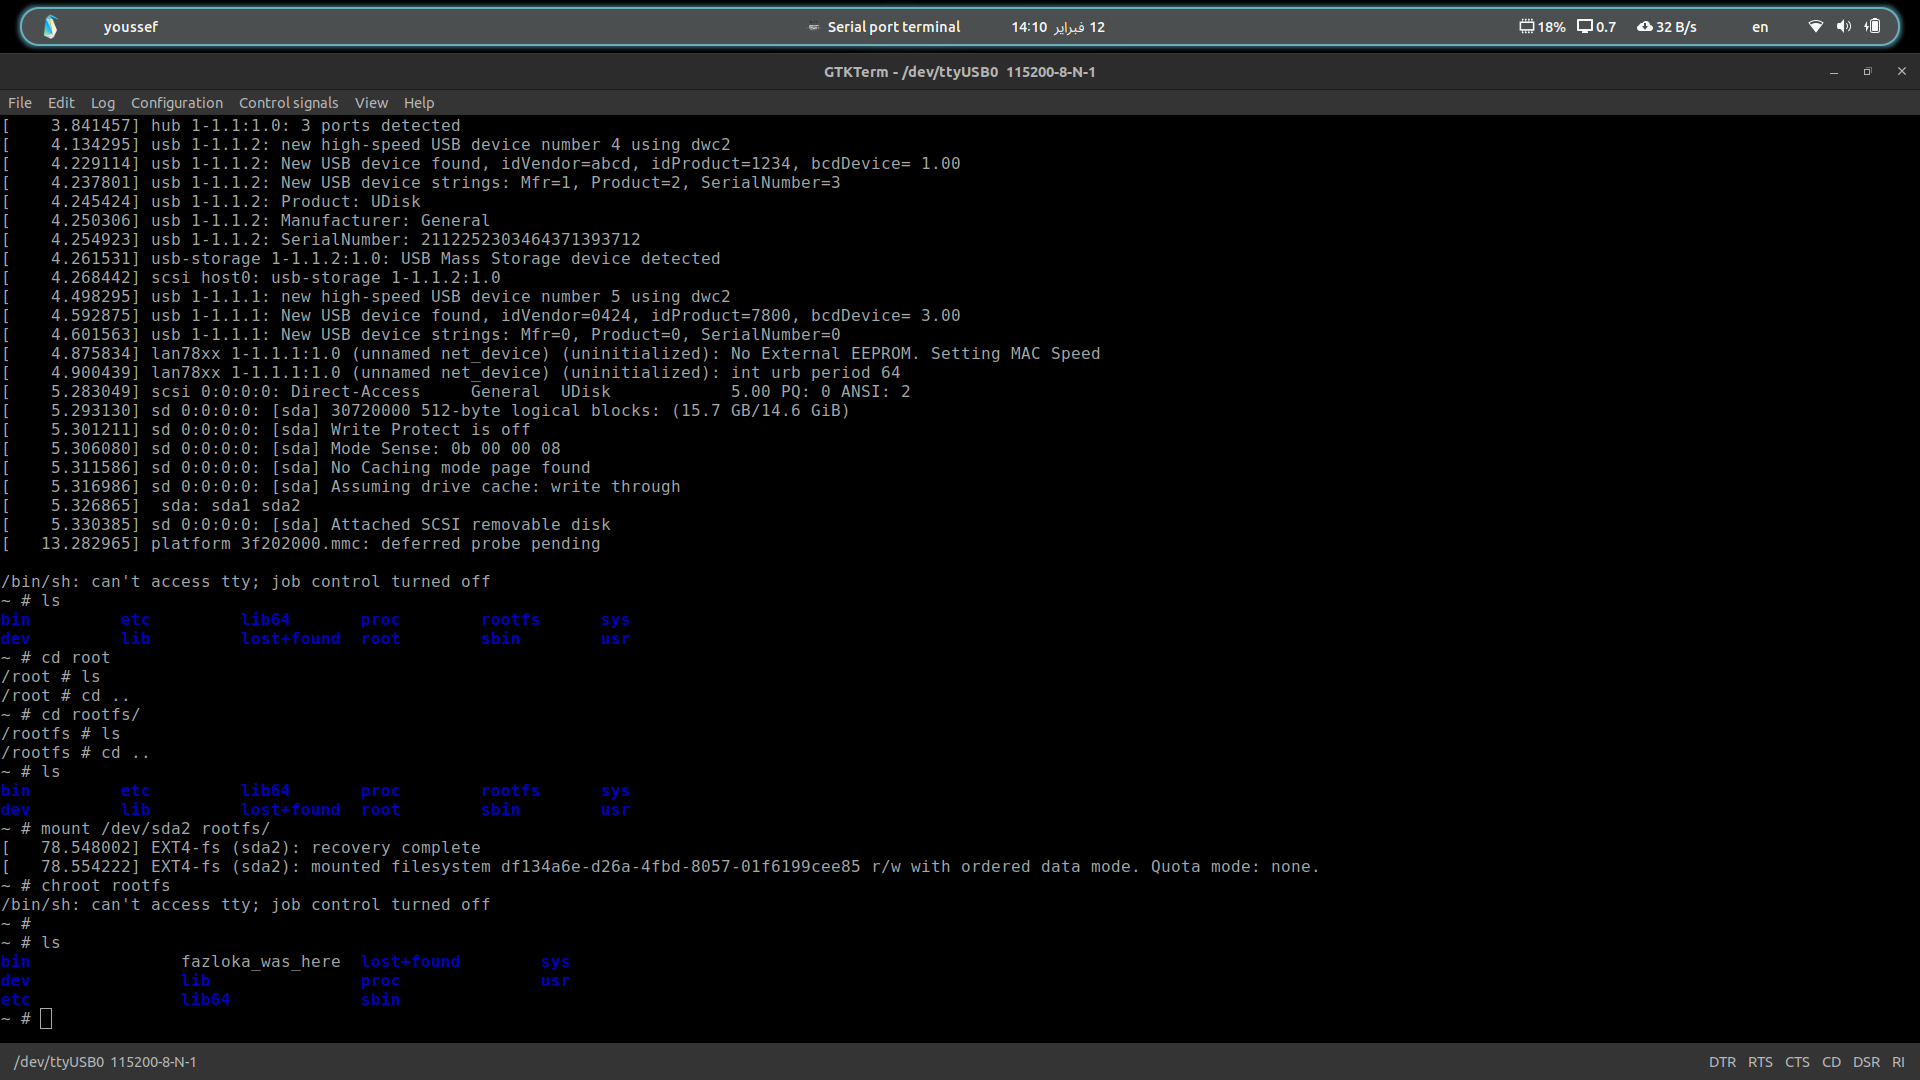 youssef
Serial port terminal
12 فبراير 14:10
18% 0.7 32 B/s en
GTKTerm - /dev/ttyUSB0 115200-8-N-1
File Edit Log Configuration Control signals View Help
[    3.841457] hub 1-1.1:1.0: 3 ports detected
[    4.134295] usb 1-1.1.2: new high-speed USB device number 4 using dwc2
[    4.229114] usb 1-1.1.2: New USB device found, idVendor=abcd, idProduct=1234, bcdDevice= 1.00
[    4.237801] usb 1-1.1.2: New USB device strings: Mfr=1, Product=2, SerialNumber=3
[    4.245424] usb 1-1.1.2: Product: UDisk
[    4.250306] usb 1-1.1.2: Manufacturer: General
[    4.254923] usb 1-1.1.2: SerialNumber: 2112252303464371393712
[    4.261531] usb-storage 1-1.1.2:1.0: USB Mass Storage device detected
[    4.268442] scsi host0: usb-storage 1-1.1.2:1.0
[    4.498295] usb 1-1.1.1: new high-speed USB device number 5 using dwc2
[    4.592875] usb 1-1.1.1: New USB device found, idVendor=0424, idProduct=7800, bcdDevice= 3.00
[    4.601563] usb 1-1.1.1: New USB device strings: Mfr=0, Product=0, SerialNumber=0
[    4.875834] lan78xx 1-1.1.1:1.0 (unnamed net_device) (uninitialized): No External EEPROM. Setting MAC Speed
[    4.900439] lan78xx 1-1.1.1:1.0 (unnamed net_device) (uninitialized): int urb period 64
[    5.283049] scsi 0:0:0:0: Direct-Access     General  UDisk            5.00 PQ: 0 ANSI: 2
[    5.293130] sd 0:0:0:0: [sda] 30720000 512-byte logical blocks: (15.7 GB/14.6 GiB)
[    5.301211] sd 0:0:0:0: [sda] Write Protect is off
[    5.306080] sd 0:0:0:0: [sda] Mode Sense: 0b 00 00 08
[    5.311586] sd 0:0:0:0: [sda] No Caching mode page found
[    5.316986] sd 0:0:0:0: [sda] Assuming drive cache: write through
[    5.326865]  sda: sda1 sda2
[    5.330385] sd 0:0:0:0: [sda] Attached SCSI removable disk
[   13.282965] platform 3f202000.mmc: deferred probe pending
/bin/sh: can't access tty; job control turned off
~ # ls
bin         etc         lib64       proc        rootfs      sys
dev         lib         lost+found  root        sbin        usr
~ # cd root
/root # ls
/root # cd ..
~ # cd rootfs/
/rootfs # ls
/rootfs # cd ..
~ # ls
bin         etc         lib64       proc        rootfs      sys
dev         lib         lost+found  root        sbin        usr
~ # mount /dev/sda2 rootfs/
[   78.548002] EXT4-fs (sda2): recovery complete
[   78.554222] EXT4-fs (sda2): mounted filesystem df134a6e-d26a-4fbd-8057-01f6199cee85 r/w with ordered data mode. Quota mode: none.
~ # chroot rootfs
/bin/sh: can't access tty; job control turned off
~ #
~ # ls
bin               fazloka_was_here  lost+found        sys
dev               lib               proc              usr
etc               lib64             sbin
~ #
/dev/ttyUSB0 115200-8-N-1
DTR RTS CTS CD DSR RI